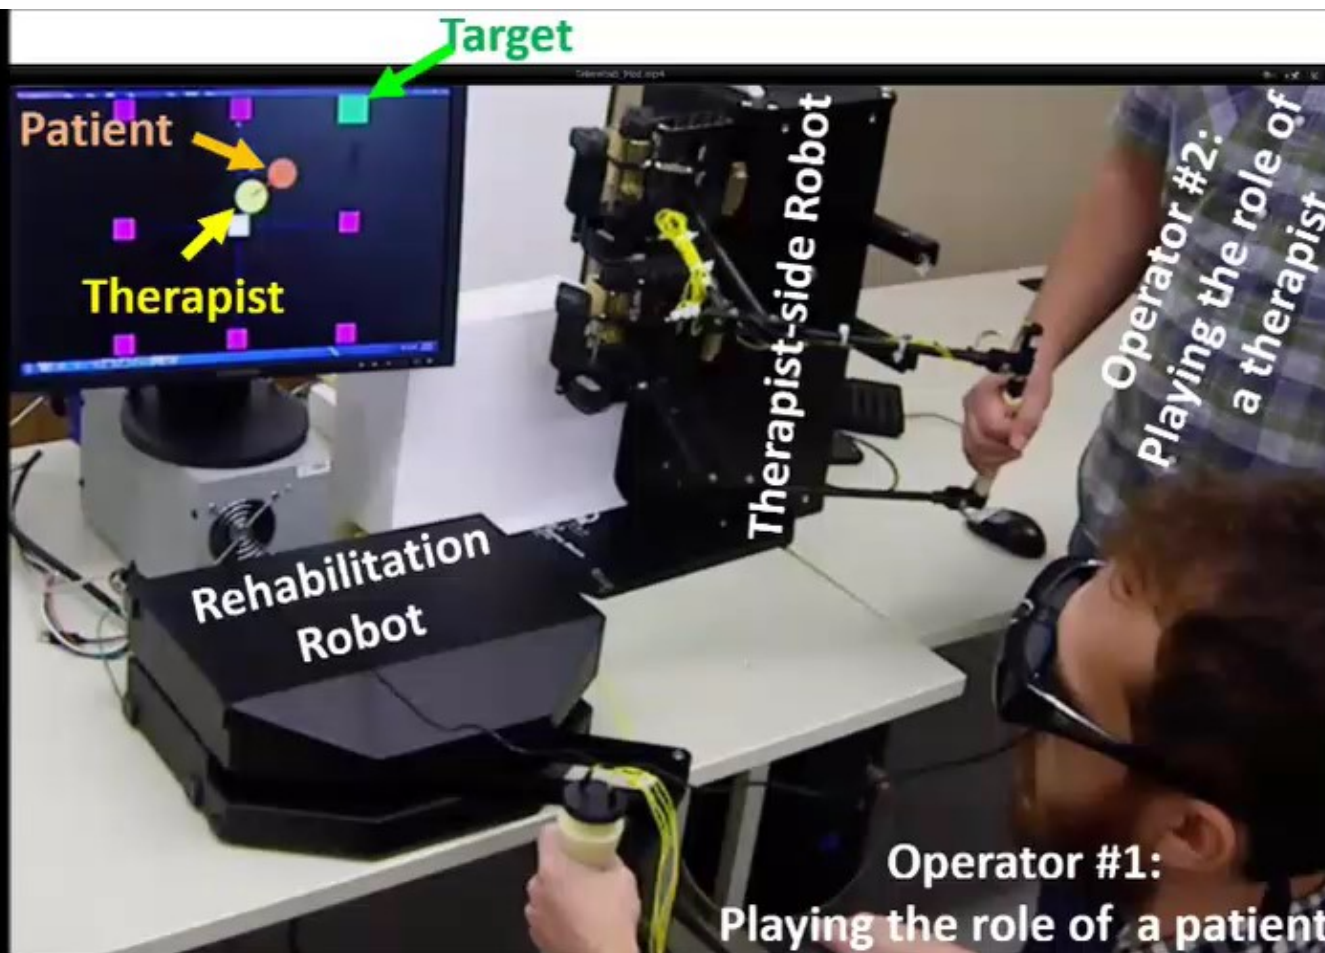 Target
Patient
Therapist
Rehabilitation
Robot
Therapist-side Robot
Operator #2:
Playing the role of
a therapist
Operator #1:
Playing the role of a patient